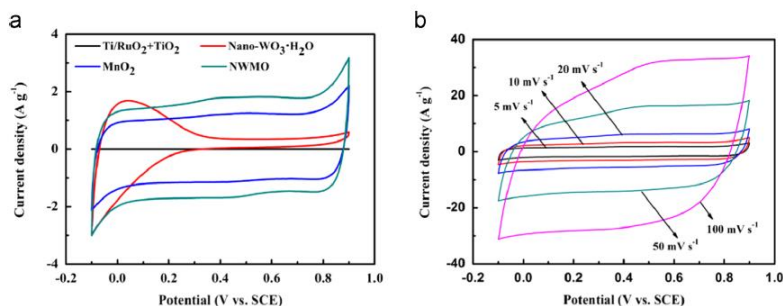 a
Ti/RuO₂+TiO₂
Nano-WO₃·H₂O
MnO₂
NWMO
Current density (A g⁻¹)
4
2
0
-2
-4
-0.2 0.0 0.2 0.4 0.6 0.8 1.0
Potential (V vs. SCE)
b
20 mV s⁻¹
10 mV s⁻¹
5 mV s⁻¹
50 mV s⁻¹
100 mV s⁻¹
Current density (A g⁻¹)
40
20
0
-20
-40
-0.2 0.0 0.2 0.4 0.6 0.8 1.0
Potential (V vs. SCE)